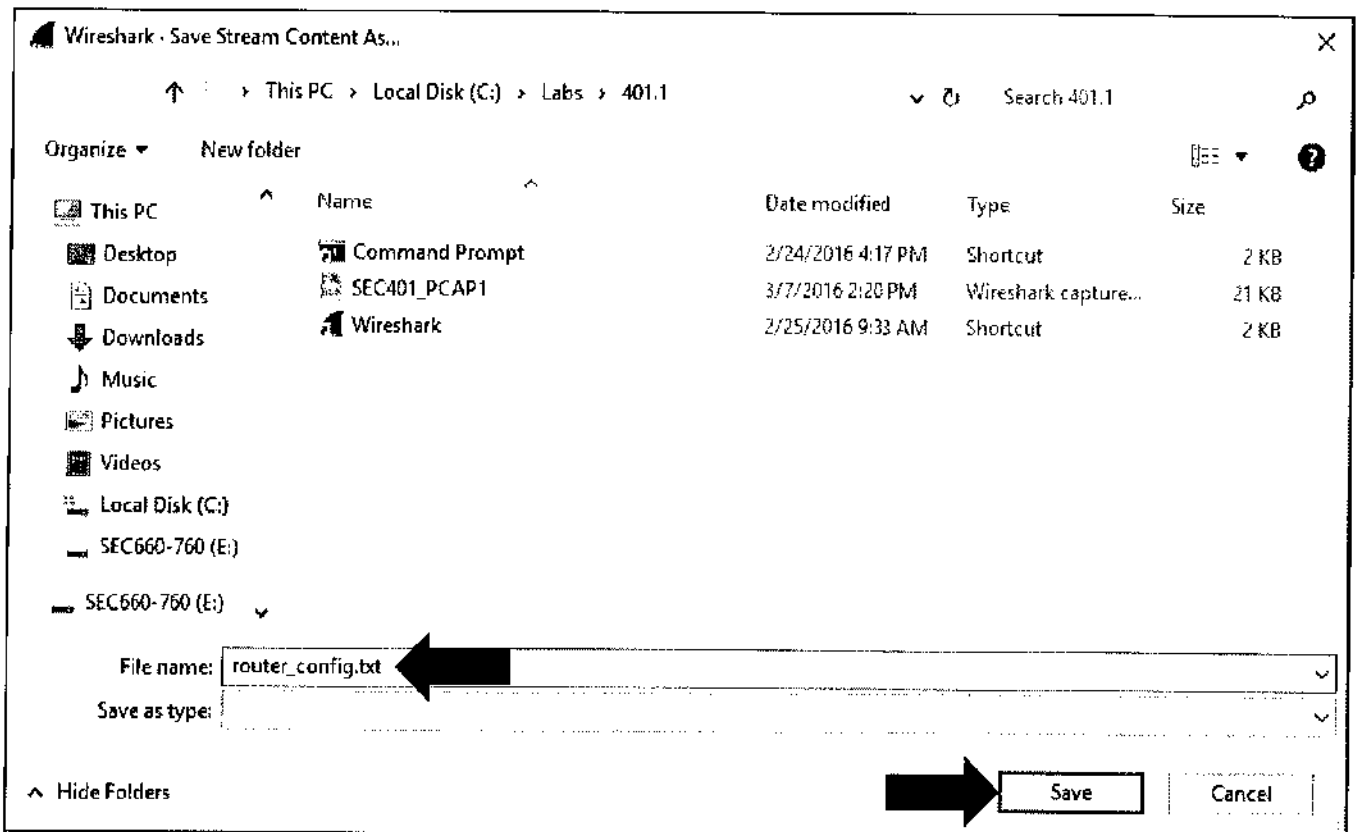 Wireshark · Save Stream Content As...
This PC › Local Disk (C:) › Labs › 401.1 Search 401.1
Organize New folder
This PC Name Date modified Type Size
Desktop Command Prompt 2/24/2016 4:17 PM Shortcut 2 KB
Documents SEC401_PCAP1 3/7/2016 2:20 PM Wireshark capture... 21 KB
Downloads Wireshark 2/25/2016 9:33 AM Shortcut 2 KB
Music
Pictures
Videos
Local Disk (C:)
SEC660-760 (E:)
SEC660-760 (E:)
File name: router_config.txt
Save as type:
Hide Folders Save Cancel